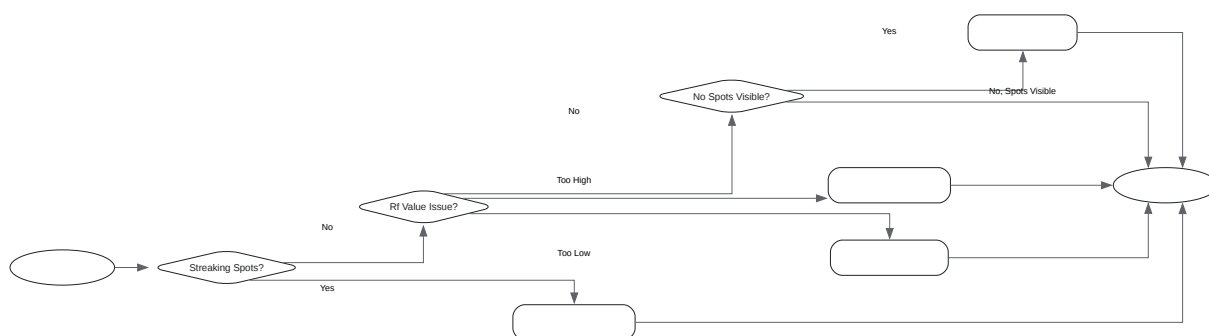 Yes
No Spots Visible?
No, Spots Visible
No
Too High
Rf Value Issue?
No
Too Low
Streaking Spots?
Yes